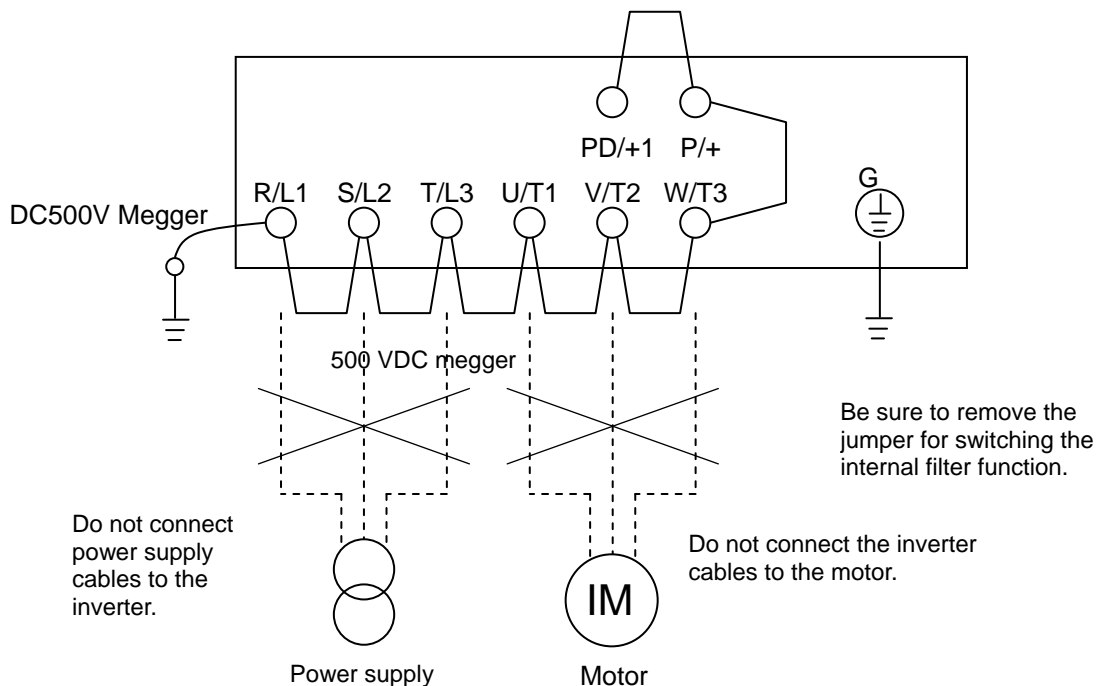 PD/+1 P/+
R/L1 S/L2 T/L3 U/T1 V/T2 W/T3 G
DC500V Megger
500 VDC megger
Be sure to remove the
jumper for switching the
internal filter function.
Do not connect
power supply
cables to the
inverter.
Do not connect the inverter
cables to the motor.
IM
Power supply
Motor